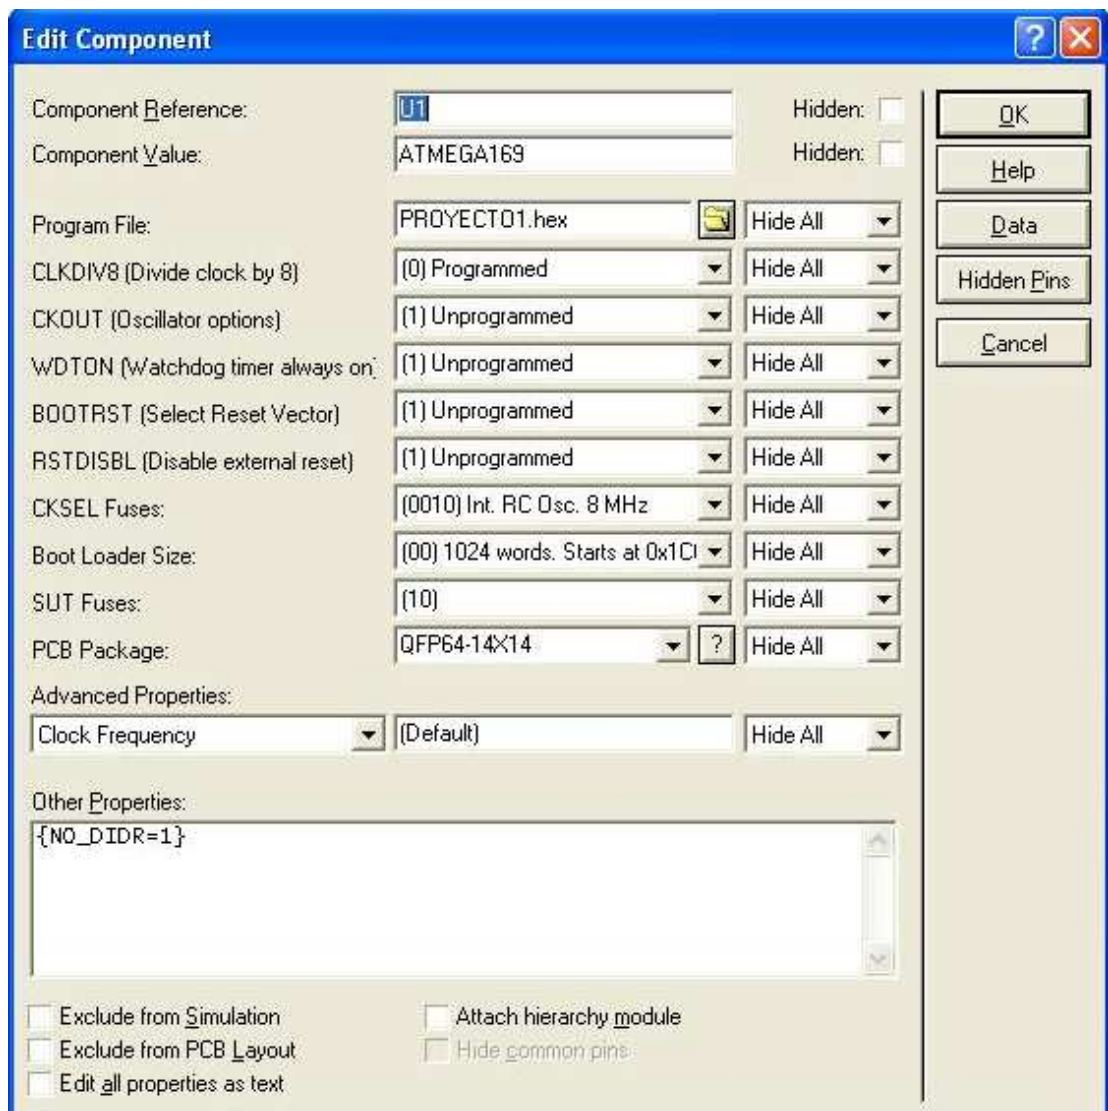 Edit Component
Component Reference: U1 Hidden: OK
Component Value: ATMEGA169 Hidden: Help
Program File: PROYECTO1.hex Hide All Data
CLKDIV8 (Divide clock by 8) (0) Programmed Hide All Hidden Pins
CKOUT (Oscillator options) (1) Unprogrammed Hide All Cancel
WDTON (Watchdog timer always on) (1) Unprogrammed Hide All
BOOTRST (Select Reset Vector) (1) Unprogrammed Hide All
RSTDISBL (Disable external reset) (1) Unprogrammed Hide All
CKSEL Fuses: (0010) Int. RC Osc. 8 MHz Hide All
Boot Loader Size: (00) 1024 words. Starts at 0x1C Hide All
SUT Fuses: (10) Hide All
PCB Package: QFP64-14X14 ? Hide All
Advanced Properties:
Clock Frequency (Default) Hide All
Other Properties:
{NO_DIDR=1}
Exclude from Simulation Attach hierarchy module
Exclude from PCB Layout Hide common pins
Edit all properties as text